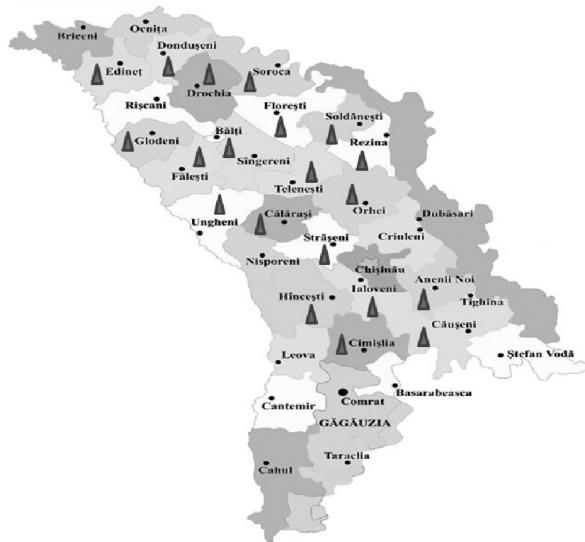 Ocnița
Briceni
Dondușeni
Edineț
Soroca
Drochia
Rîșcani
Florești
Soldănești
Bălți
Rezina
Glodeni
Sîngereni
Fălești
Telenești
Orhei
Ungheni
Călărași
Dubăsari
Criuleni
Strășeni
Nisporeni
Chișinău
Ialoveni
Anenii Noi
Tighina
Hîncești
Căușeni
Cimișlia
Ștefan Vodă
Leova
Basarabeasca
Cantemir
Comrat
GĂGĂUZIA
Taraclia
Cahul